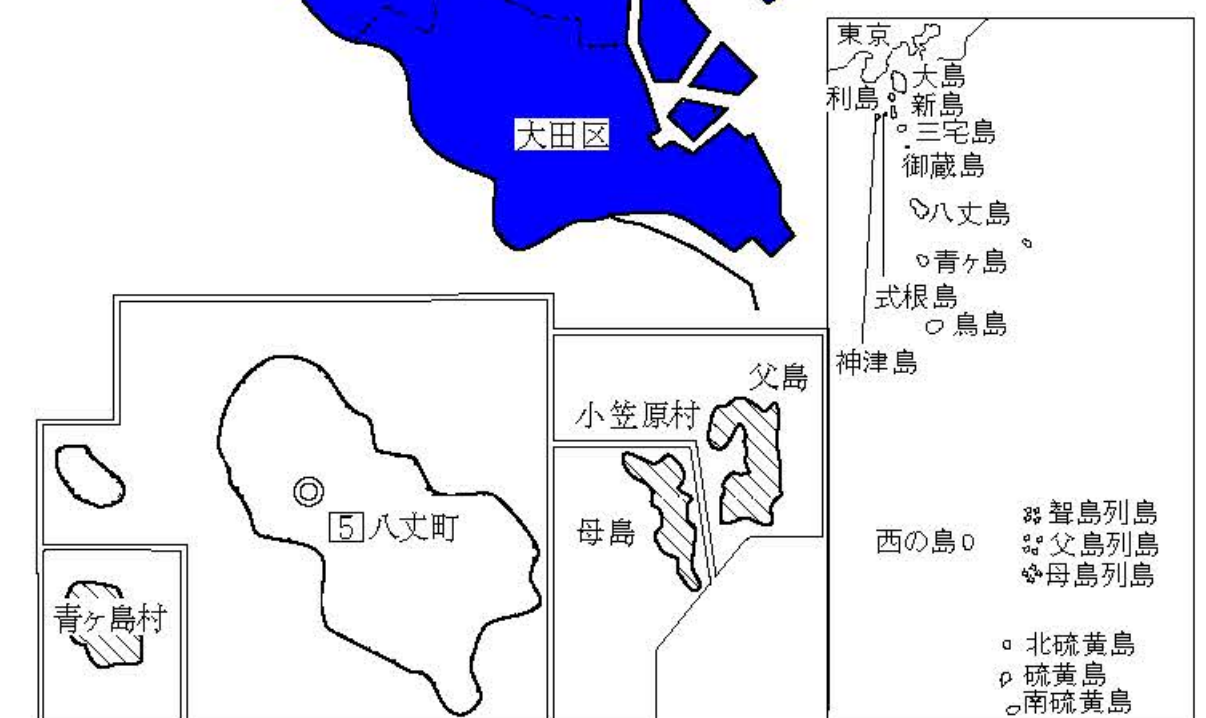 大田区
東京
大島
利島
新島
三宅島
御蔵島
八丈島
青ヶ島
式根島
鳥島
神津島
父島
小笠原村
母島
5 八丈町
青ヶ島村
西の島
聟島列島
父島列島
母島列島
北硫黄島
硫黄島
南硫黄島